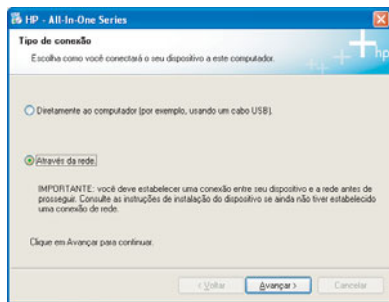 HP - All-In-One Series
Tipo de conexão
Escolha como você conectará o seu dispositivo a este computador.
hp
Diretamente ao computador (por exemplo, usando um cabo USB).
Através da rede.
IMPORTANTE: você deve estabelecer uma conexão entre seu dispositivo e a rede antes de
prosseguir. Consulte as instruções de instalação do dispositivo se ainda não tiver estabelecido
uma conexão de rede.
Clique em Avançar para continuar.
< Voltar Avançar > Cancelar